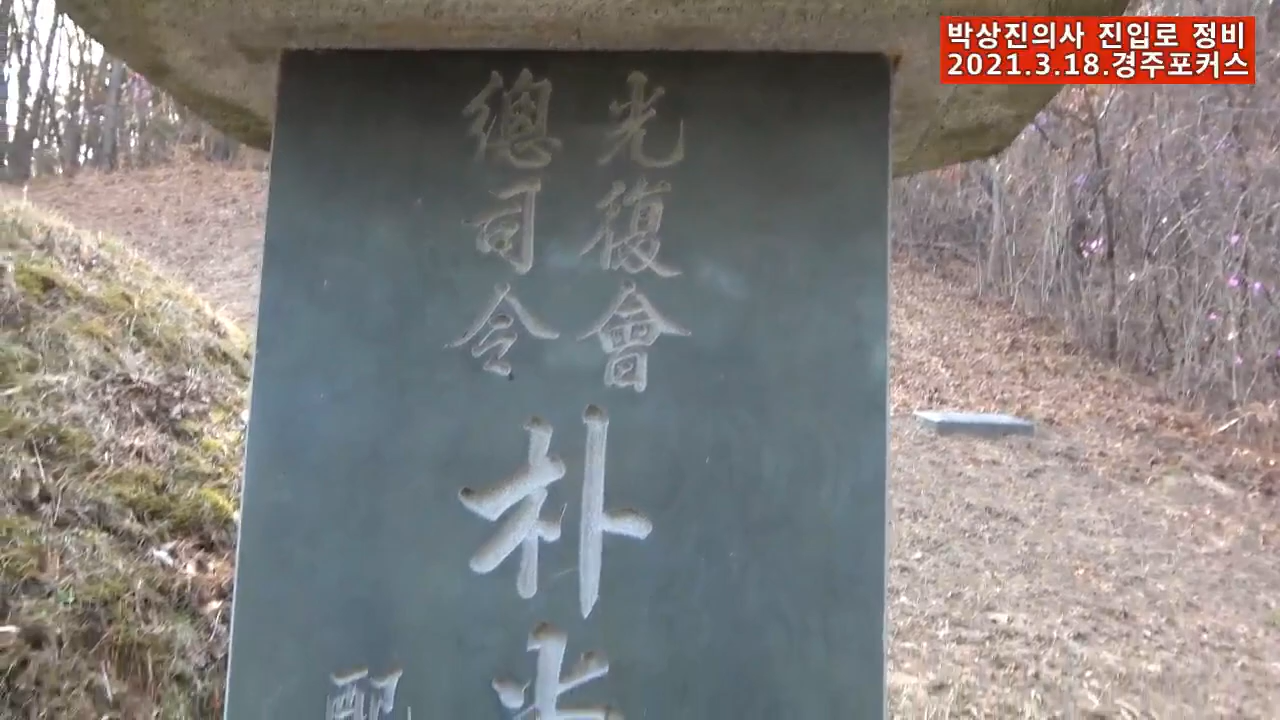 박상진의사 진입로 정비
2021.3.18.경주포커스
光復會
總司令
朴
配